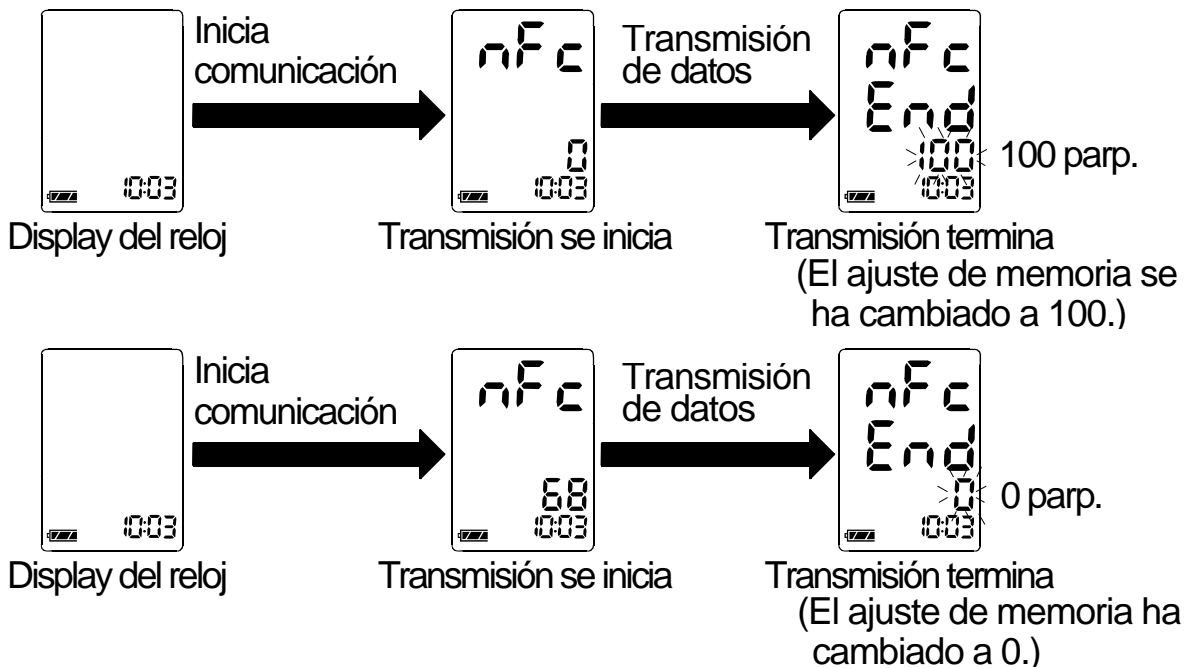 Inicia
comunicación
Transmisión
de datos
nFc
0
nFc
End
100
100 parp.
10:03
10:03
10:03
Display del reloj
Transmisión se inicia
Transmisión termina
(El ajuste de memoria se
ha cambiado a 100.)
Inicia
comunicación
Transmisión
de datos
nFc
68
nFc
End
0
0 parp.
10:03
10:03
10:03
Display del reloj
Transmisión se inicia
Transmisión termina
(El ajuste de memoria ha
cambiado a 0.)